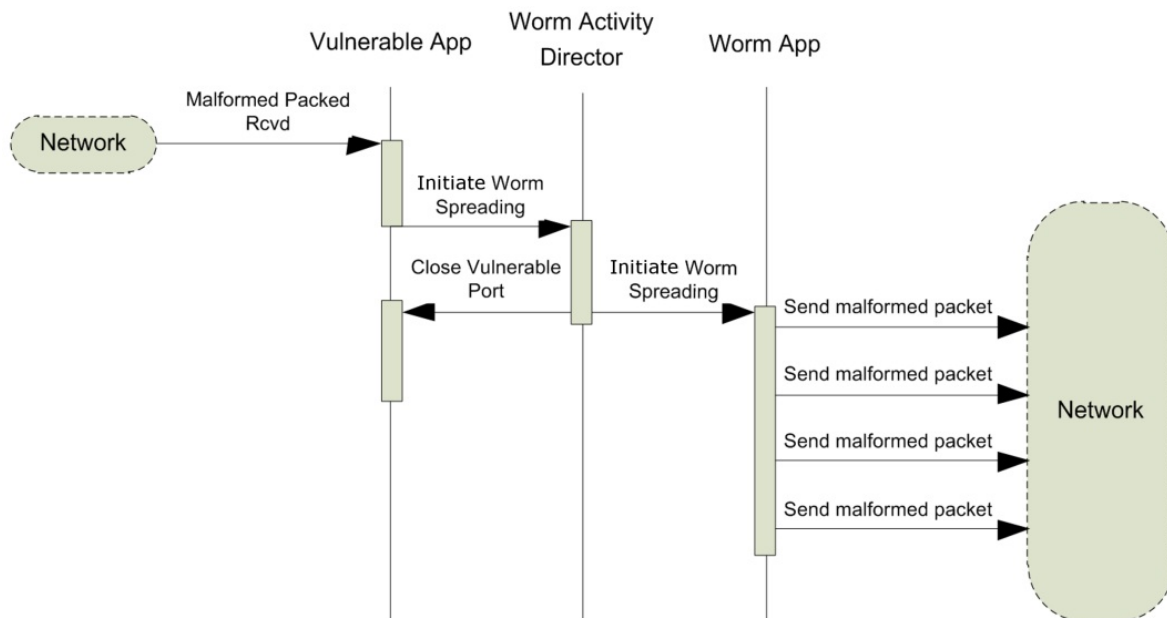 Vulnerable App
Worm Activity
Director
Worm App
Malformed Packed
Rcvd
Network
Initiate Worm
Spreading
Close Vulnerable
Port
Initiate Worm
Spreading
Send malformed packet
Send malformed packet
Send malformed packet
Send malformed packet
Network